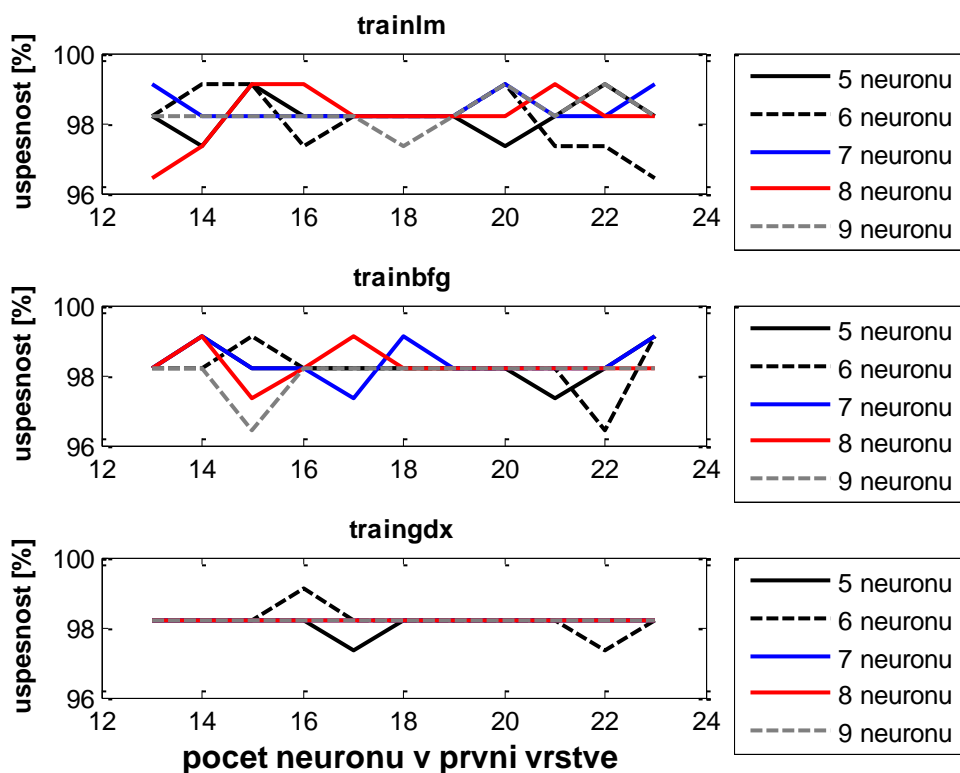 trainlm
uspesnost [%]
100
98
96
12 14 16 18 20 22 24
5 neuronu
6 neuronu
7 neuronu
8 neuronu
9 neuronu
trainbfg
uspesnost [%]
100
98
96
12 14 16 18 20 22 24
5 neuronu
6 neuronu
7 neuronu
8 neuronu
9 neuronu
traingdx
uspesnost [%]
100
98
96
12 14 16 18 20 22 24
pocet neuronu v prvni vrstve
5 neuronu
6 neuronu
7 neuronu
8 neuronu
9 neuronu